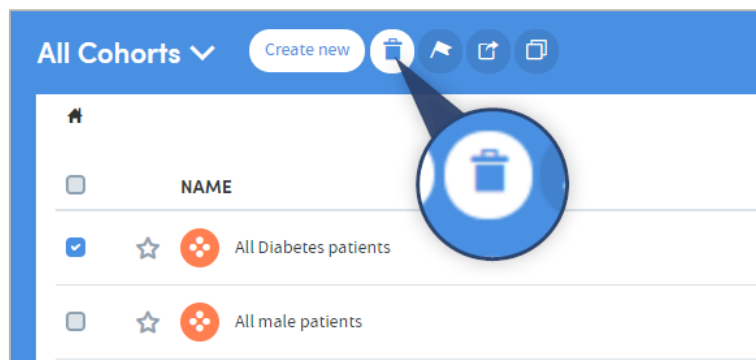 All Cohorts
Create new
NAME
All Diabetes patients
All male patients